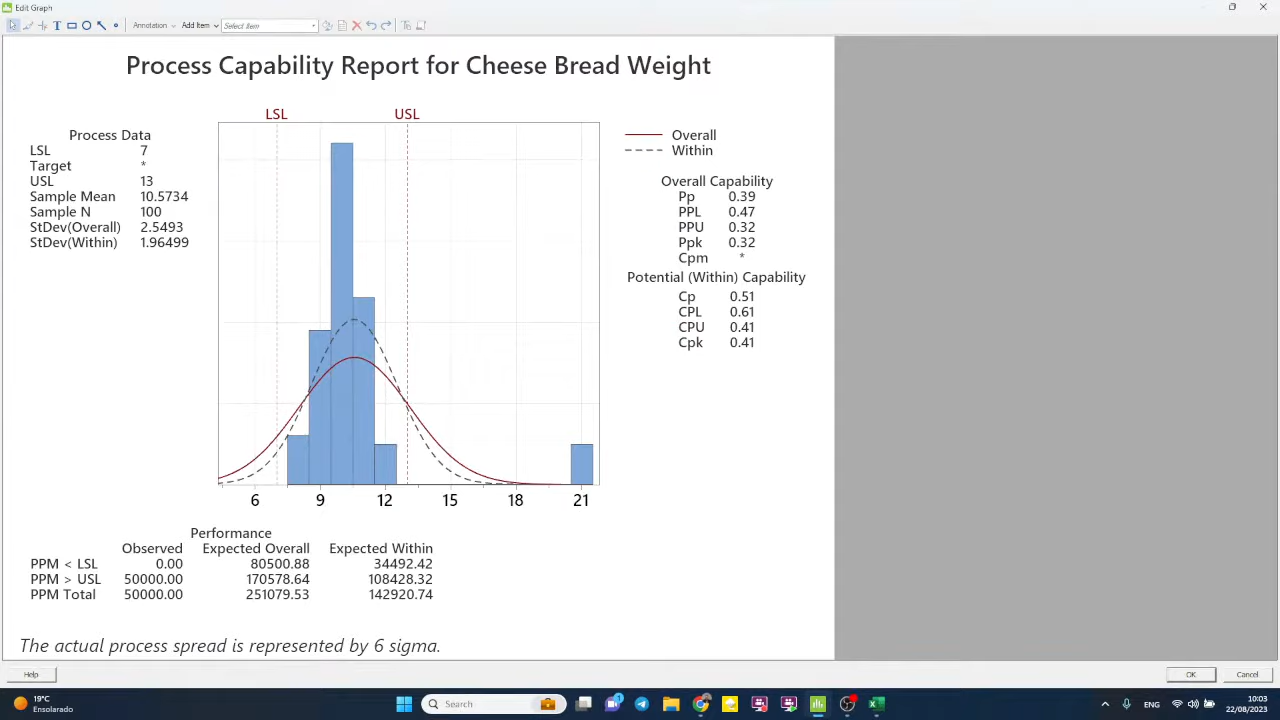 Edit Graph
Annotation Add Item Select Item
Process Capability Report for Cheese Bread Weight
LSL USL
Process Data
LSL 7
Target *
USL 13
Sample Mean 10.5734
Sample N 100
StDev(Overall) 2.5493
StDev(Within) 1.96499
Overall
Within
Overall Capability
Pp 0.39
PPL 0.47
PPU 0.32
Ppk 0.32
Cpm *
Potential (Within) Capability
Cp 0.51
CPL 0.61
CPU 0.41
Cpk 0.41
6 9 12 15 18 21
Performance
Observed Expected Overall Expected Within
PPM < LSL 0.00 80500.88 34492.42
PPM > USL 50000.00 170578.64 108428.32
PPM Total 50000.00 251079.53 142920.74
The actual process spread is represented by 6 sigma.
Help OK Cancel
19°C
Ensolarado
Search
ENG
10:03
22/08/2023